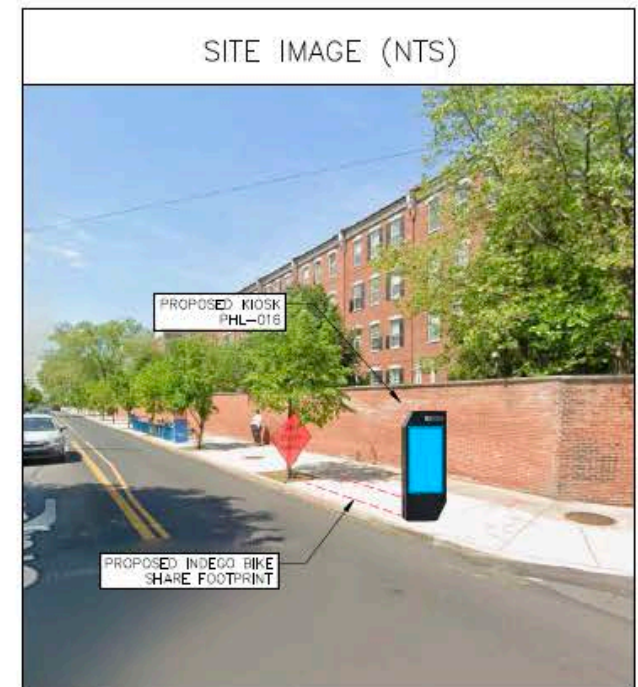 SITE IMAGE (NTS)
PROPOSED KIOSK
PHL-016
PROPOSED INDEGO BIKE
SHARE FOOTPRINT